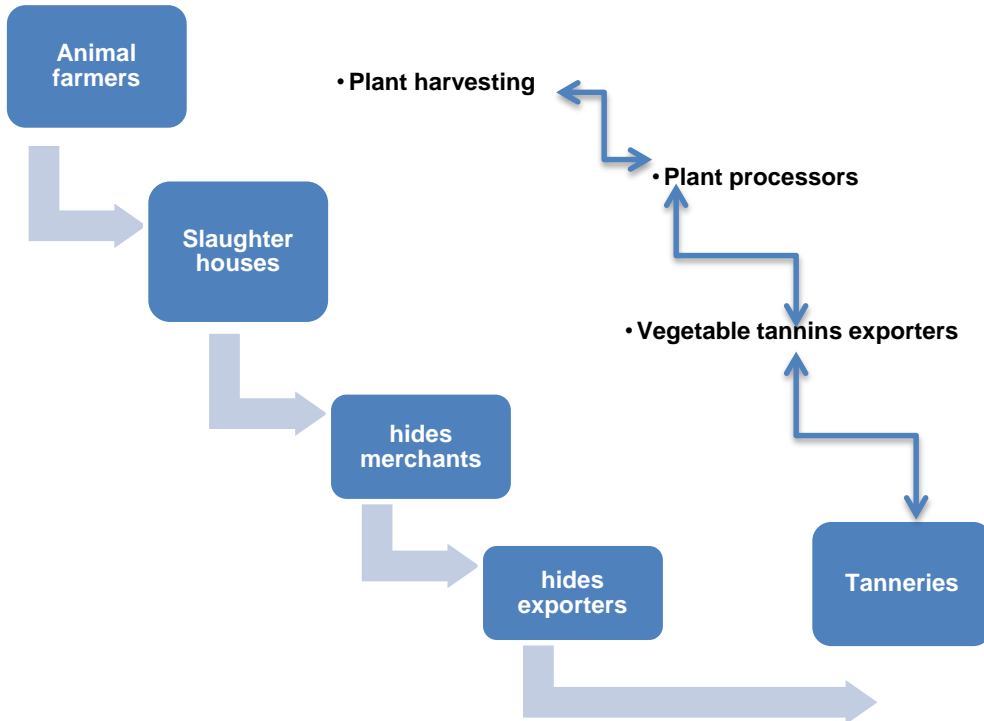 Animal
farmers
• Plant harvesting
• Plant processors
Slaughter
houses
• Vegetable tannins exporters
hides
merchants
hides
exporters
Tanneries